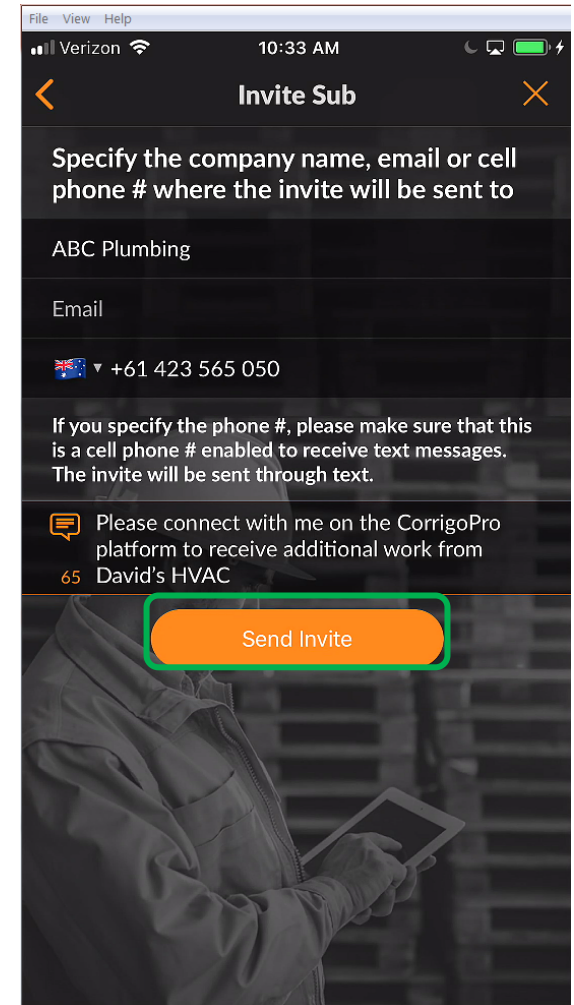 File View Help
Verizon 10:33 AM
Invite Sub
Specify the company name, email or cell
phone # where the invite will be sent to
ABC Plumbing
Email
+61 423 565 050
If you specify the phone #, please make sure that this
is a cell phone # enabled to receive text messages.
The invite will be sent through text.
Please connect with me on the CorrigoPro
platform to receive additional work from
65 David's HVAC
Send Invite